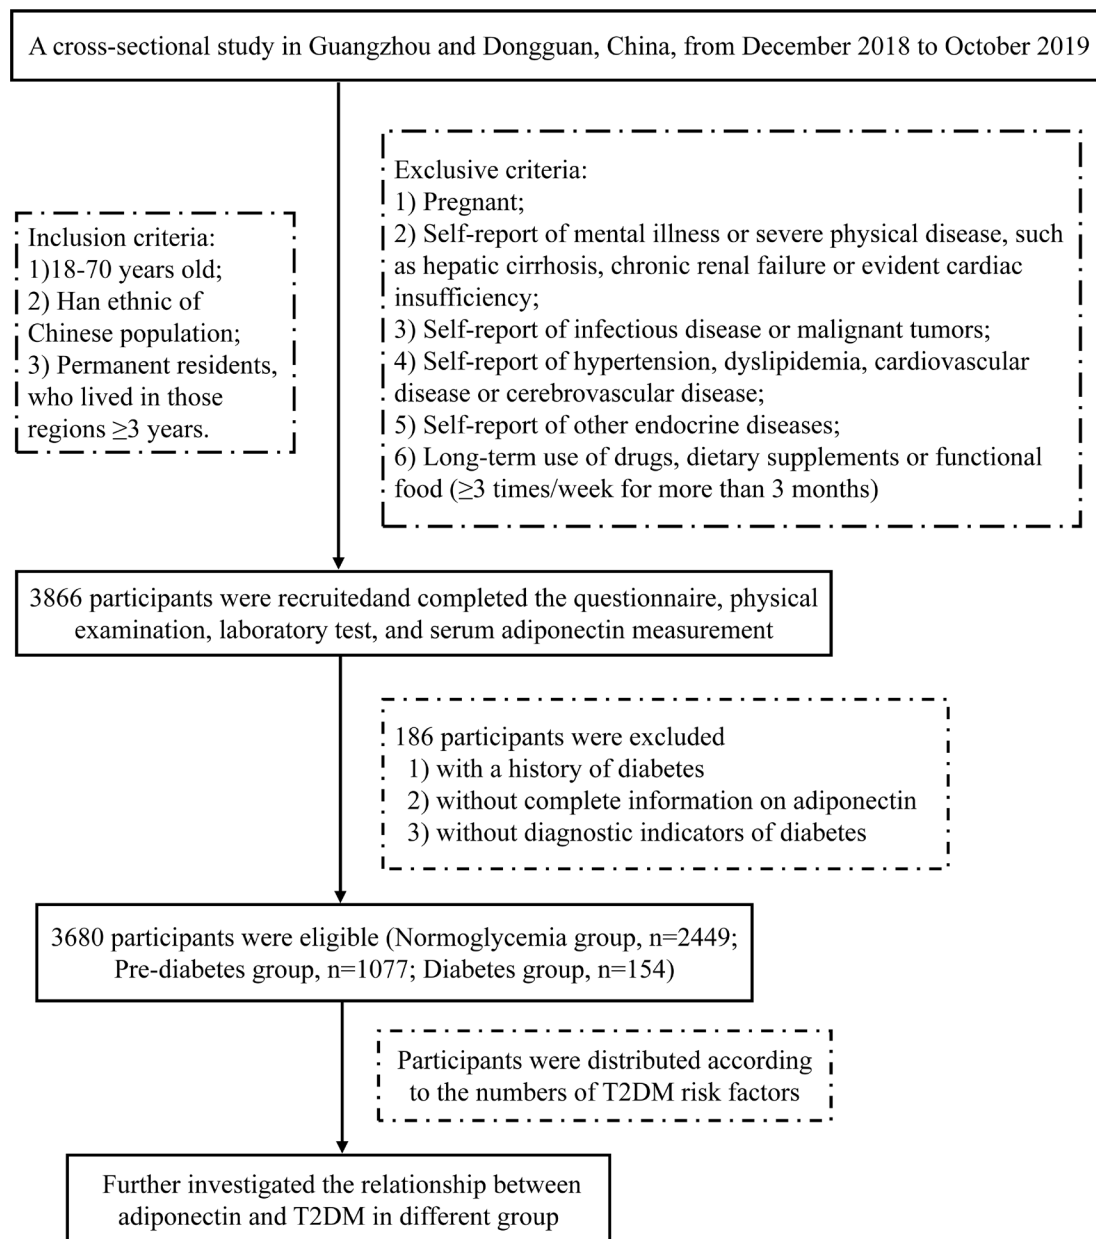 A cross-sectional study in Guangzhou and Dongguan, China, from December 2018 to October 2019
Inclusion criteria:
1)18-70 years old;
2) Han ethnic of
Chinese population;
3) Permanent residents,
who lived in those
regions ≥3 years.
Exclusive criteria:
1) Pregnant;
2) Self-report of mental illness or severe physical disease, such
as hepatic cirrhosis, chronic renal failure or evident cardiac
insufficiency;
3) Self-report of infectious disease or malignant tumors;
4) Self-report of hypertension, dyslipidemia, cardiovascular
disease or cerebrovascular disease;
5) Self-report of other endocrine diseases;
6) Long-term use of drugs, dietary supplements or functional
food (≥3 times/week for more than 3 months)
3866 participants were recruitedand completed the questionnaire, physical
examination, laboratory test, and serum adiponectin measurement
186 participants were excluded
1) with a history of diabetes
2) without complete information on adiponectin
3) without diagnostic indicators of diabetes
3680 participants were eligible (Normoglycemia group, n=2449;
Pre-diabetes group, n=1077; Diabetes group, n=154)
Participants were distributed according
to the numbers of T2DM risk factors
Further investigated the relationship between
adiponectin and T2DM in different group